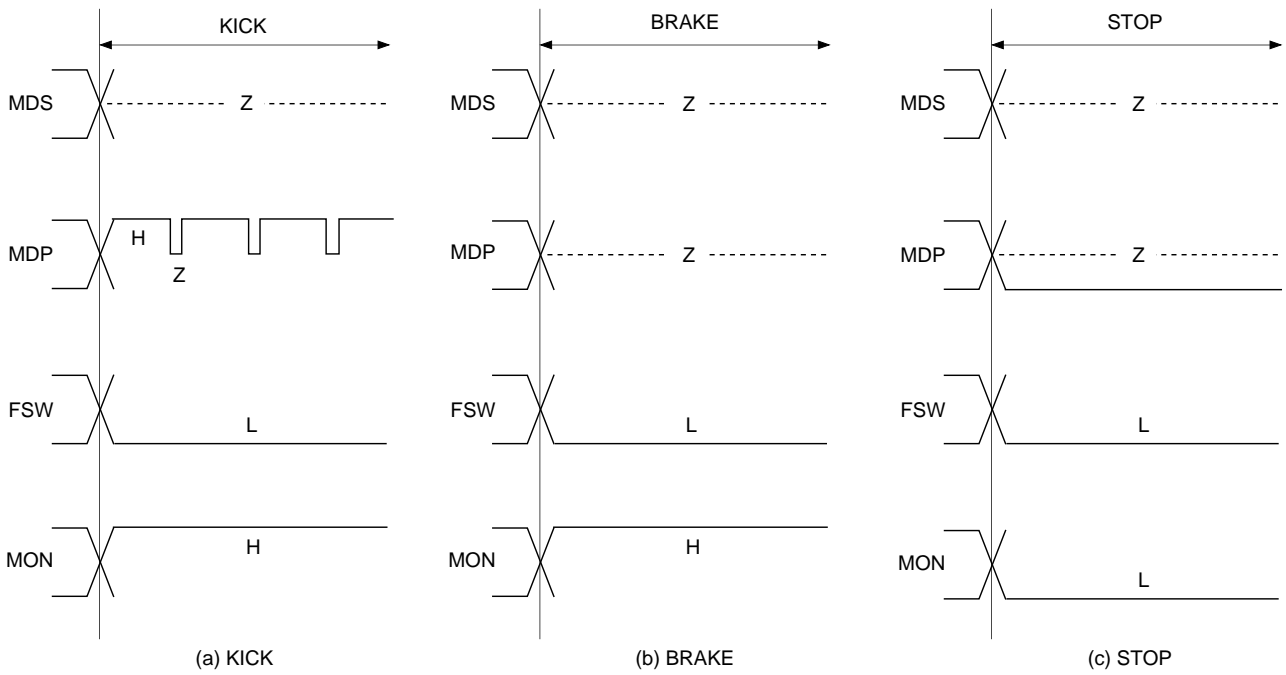 KICK
MDS
Z
MDP
H
Z
FSW
L
MON
H
(a) KICK
BRAKE
MDS
Z
MDP
Z
FSW
L
MON
H
(b) BRAKE
STOP
MDS
Z
MDP
Z
FSW
L
MON
L
(c) STOP